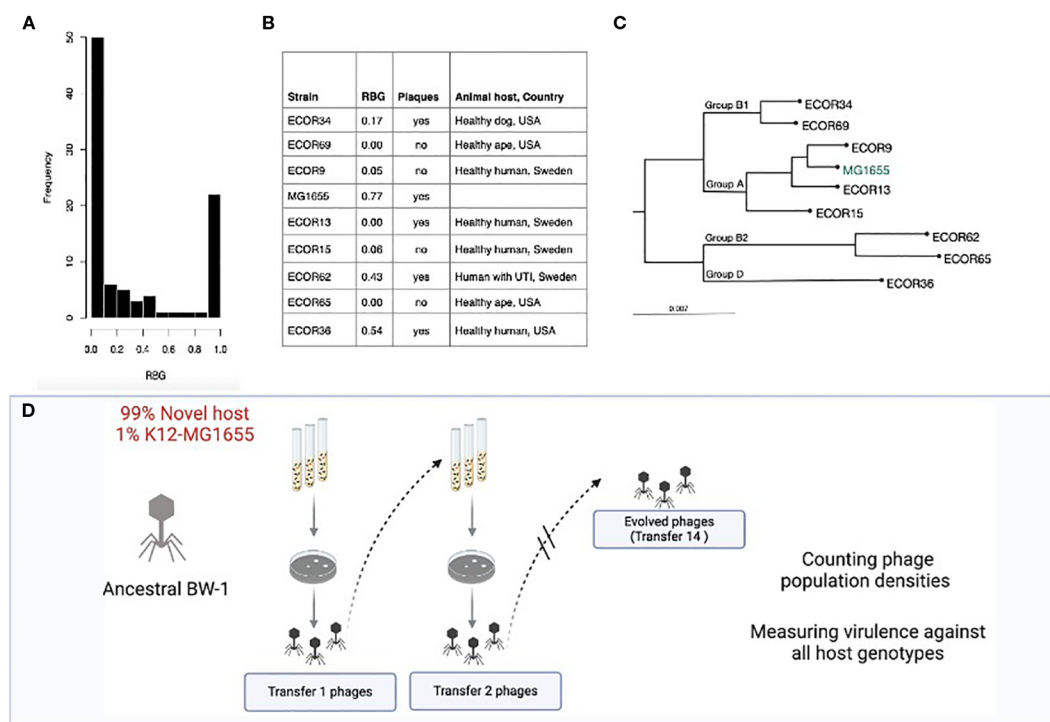 A
50
40
30
20
10
0
Frequency
0.0 0.2 0.4 0.6 0.8 1.0
RBG
B
Strain RBG Plaques Animal host, Country
ECOR34 0.17 yes Healthy dog, USA
ECOR69 0.00 no Healthy ape, USA
ECOR9 0.05 no Healthy human, Sweden
MG1655 0.77 yes
ECOR13 0.00 yes Healthy human, Sweden
ECOR15 0.06 no Healthy human, Sweden
ECOR62 0.43 yes Human with UTI, Sweden
ECOR65 0.00 no Healthy ape, USA
ECOR36 0.54 yes Healthy human, USA
C
Group B1
ECOR34
ECOR69
ECOR9
MG1655
Group A
ECOR13
ECOR15
Group B2
ECOR62
ECOR65
Group D
ECOR36
0.007
D
99% Novel host
1% K12-MG1655
Ancestral BW-1
Transfer 1 phages
Transfer 2 phages
Evolved phages
(Transfer 14 )
Counting phage
population densities
Measuring virulence against
all host genotypes